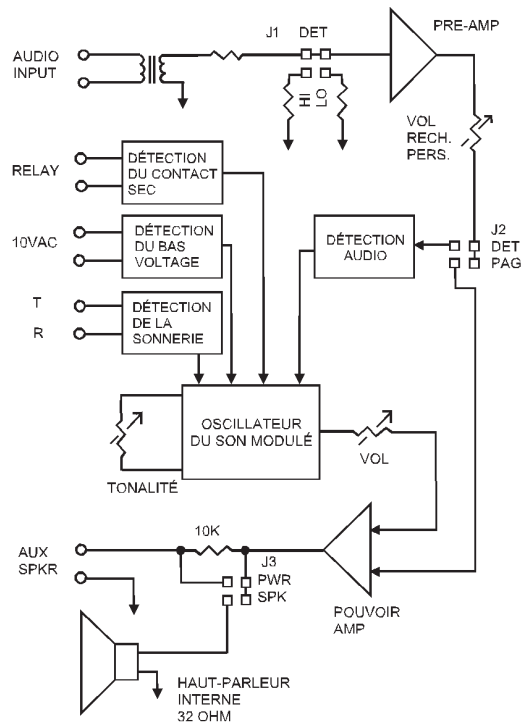 J1 DET
PRE-AMP
AUDIO
INPUT
HI
LO
VOL
RECH.
PERS.
RELAY
DÉTECTION
DU CONTACT
SEC
10VAC
DÉTECTION
DU BAS
VOLTAGE
DÉTECTION
AUDIO
J2
DET
PAG
T
R
DÉTECTION
DE LA
SONNERIE
OSCILLATEUR
DU SON MODULÉ
VOL
TONALITÉ
10K
AUX
SPKR
J3
PWR
SPK
POUVOIR
AMP
HAUT-PARLEUR
INTERNE
32 OHM